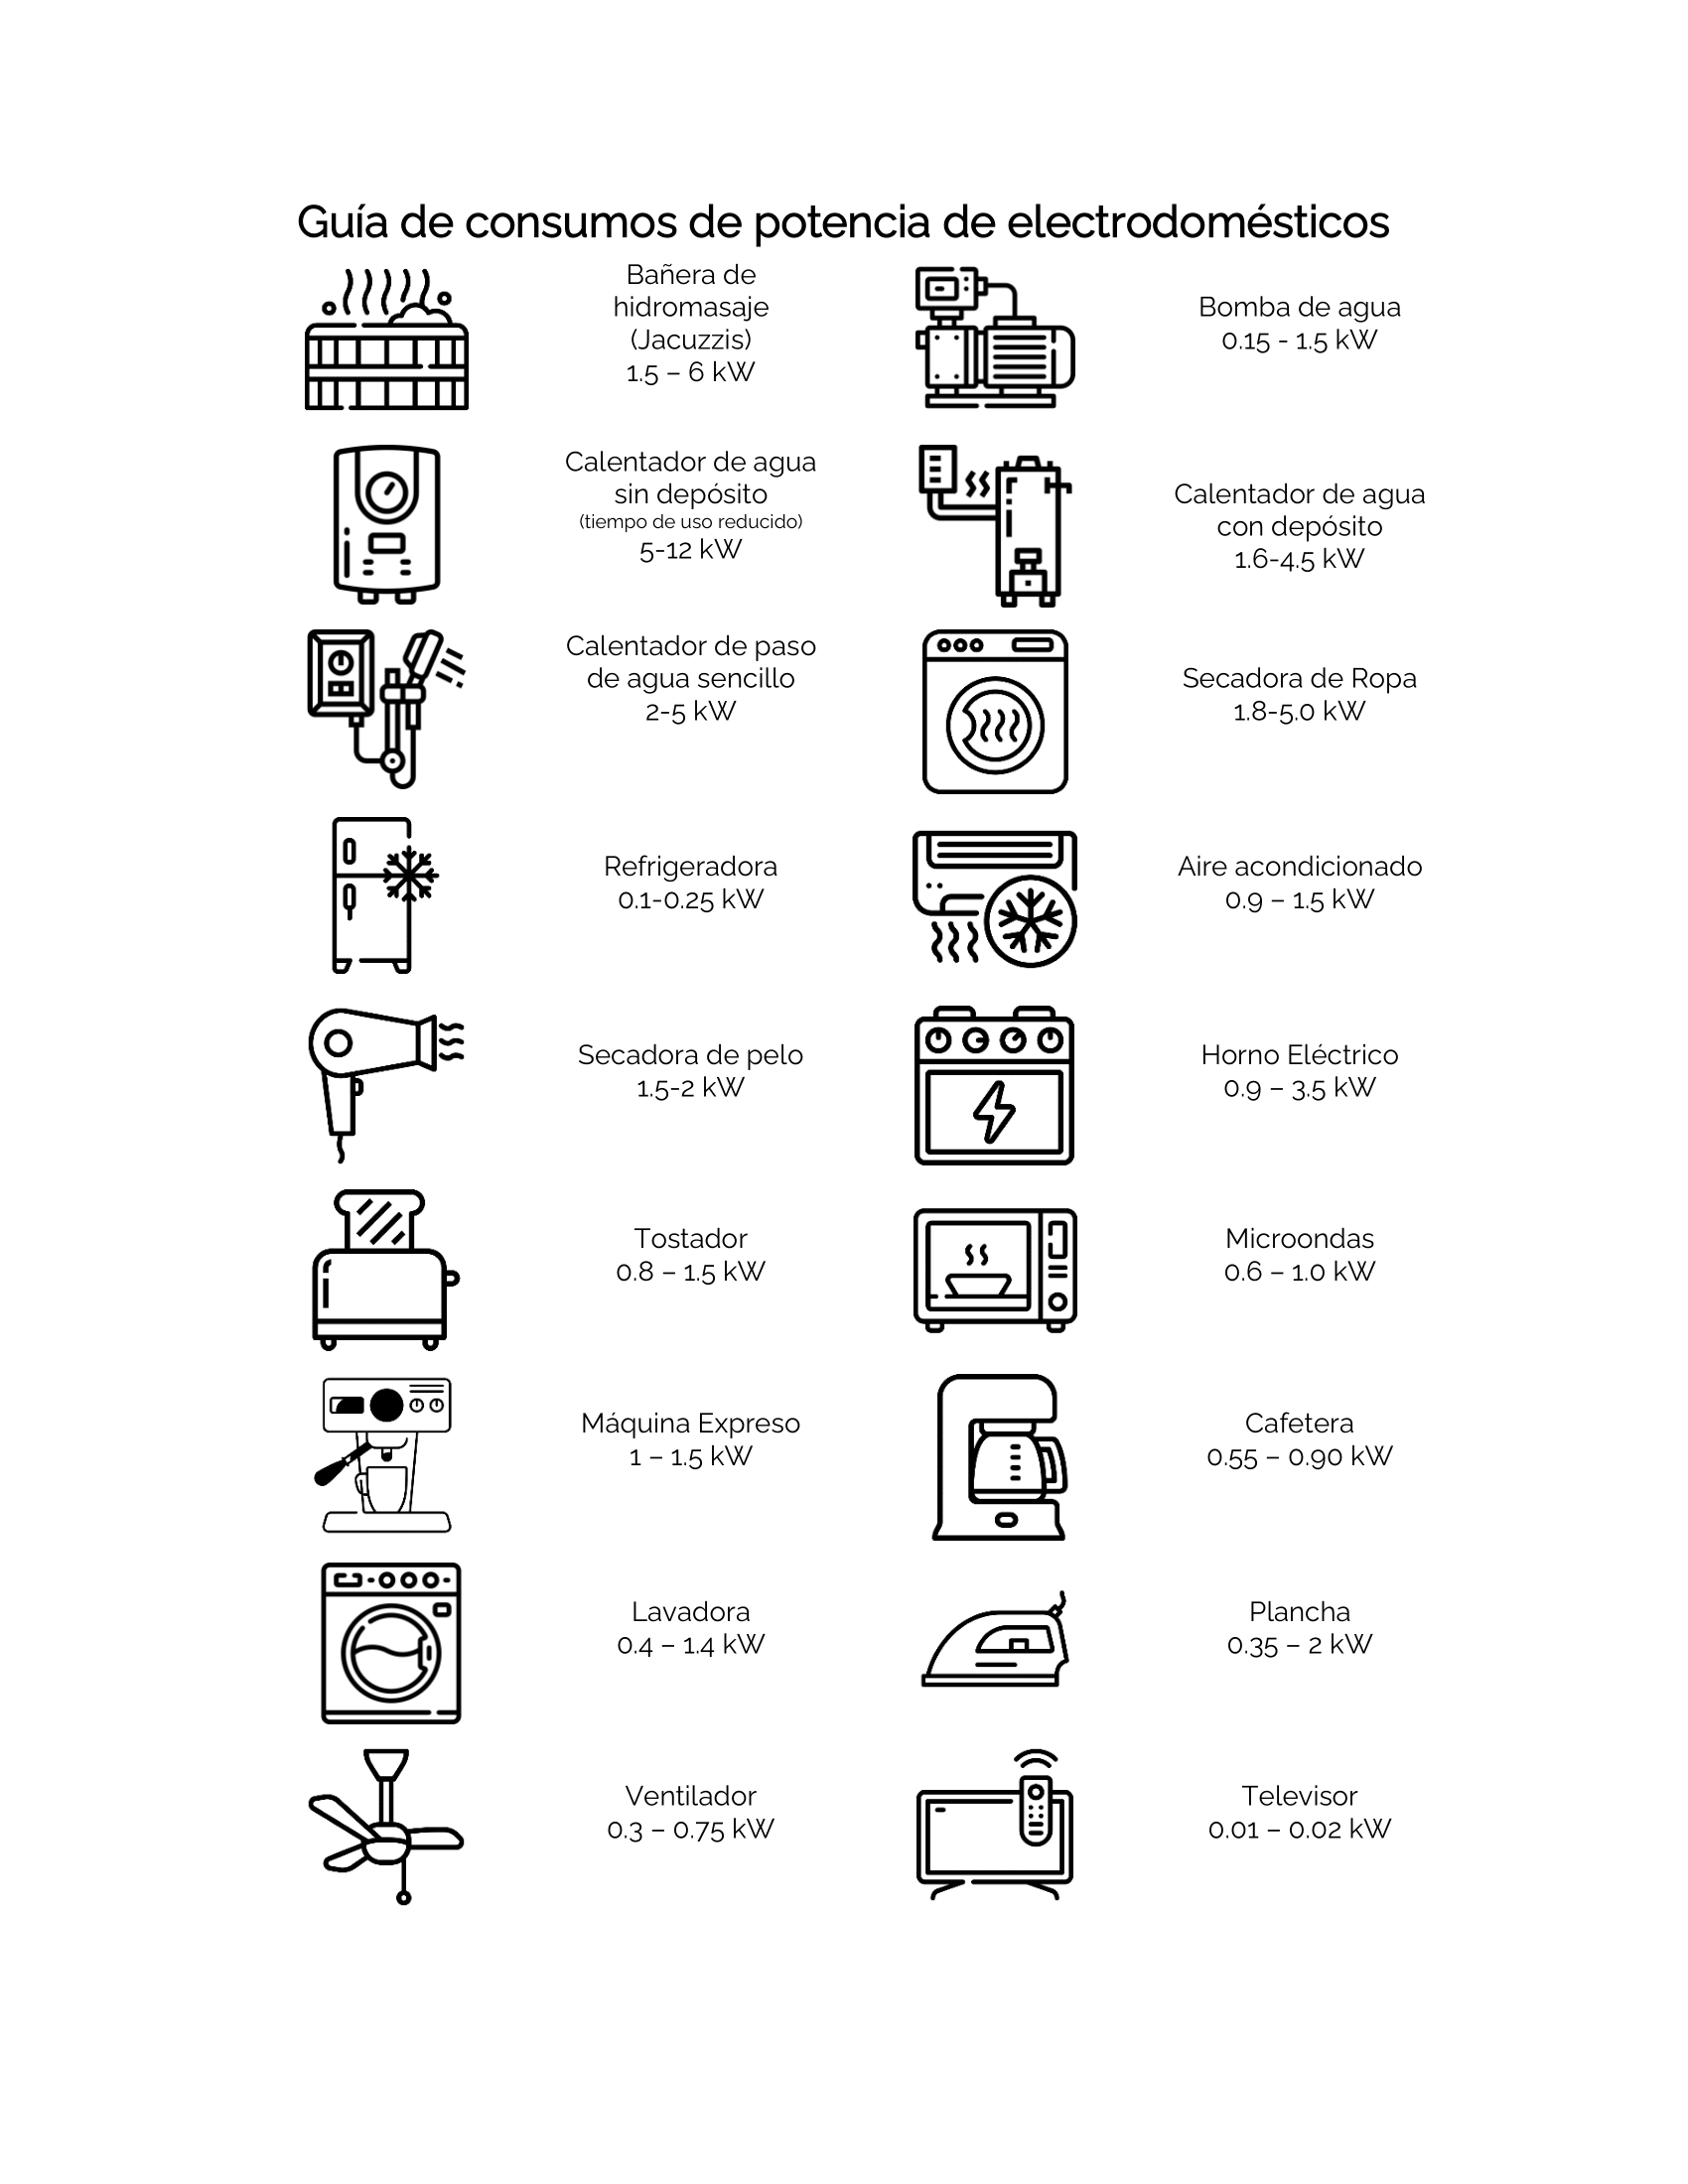 Guía de consumos de potencia de electrodomésticos
Bañera de
hidromasaje
(Jacuzzis)
1.5 – 6 kW
Bomba de agua
0.15 - 1.5 kW
Calentador de agua
sin depósito
(tiempo de uso reducido)
5-12 kW
Calentador de agua
con depósito
1.6-4.5 kW
Calentador de paso
de agua sencillo
2-5 kW
Secadora de Ropa
1.8-5.0 kW
Refrigeradora
0.1-0.25 kW
Aire acondicionado
0.9 – 1.5 kW
Secadora de pelo
1.5-2 kW
Horno Eléctrico
0.9 – 3.5 kW
Tostador
0.8 – 1.5 kW
Microondas
0.6 – 1.0 kW
Máquina Expreso
1 – 1.5 kW
Cafetera
0.55 – 0.90 kW
Lavadora
0.4 – 1.4 kW
Plancha
0.35 – 2 kW
Ventilador
0.3 – 0.75 kW
Televisor
0.01 – 0.02 kW